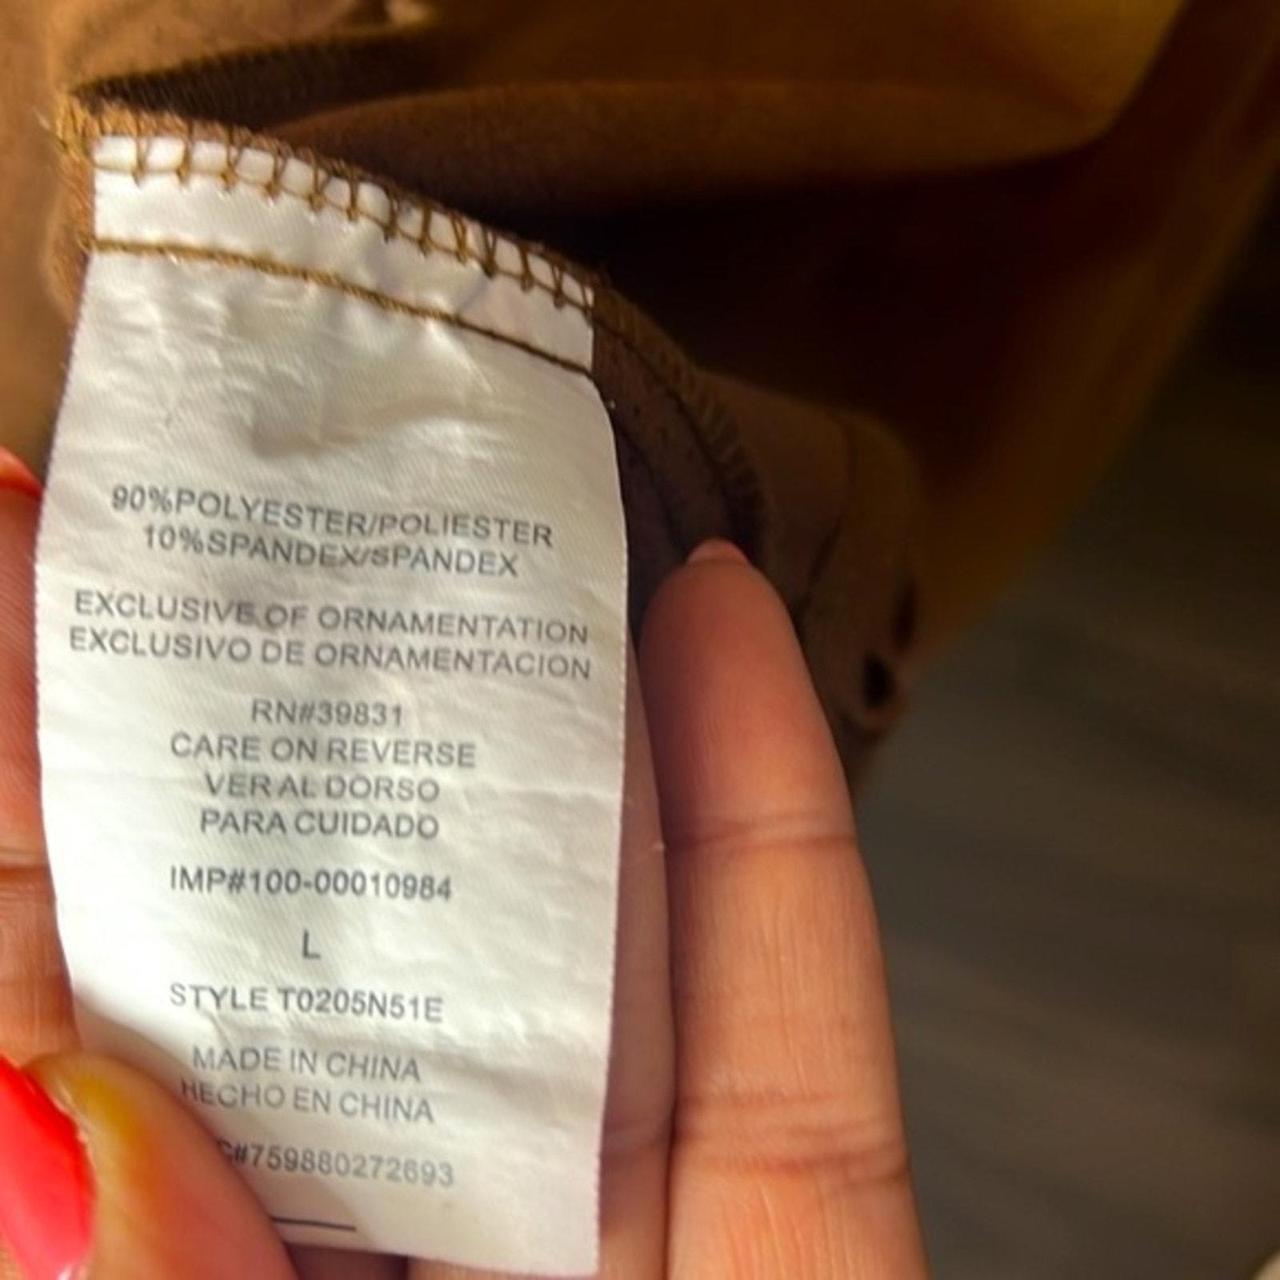 90%POLYESTER/POLIESTER
10%SPANDEX/SPANDEX
EXCLUSIVE OF ORNAMENTATION
EXCLUSIVO DE ORNAMENTACION
RN#39831
CARE ON REVERSE
VER AL DORSO
PARA CUIDADO
IMP#100-00010984
L
STYLE T0205N51E
MADE IN CHINA
HECHO EN CHINA
C#759880272693